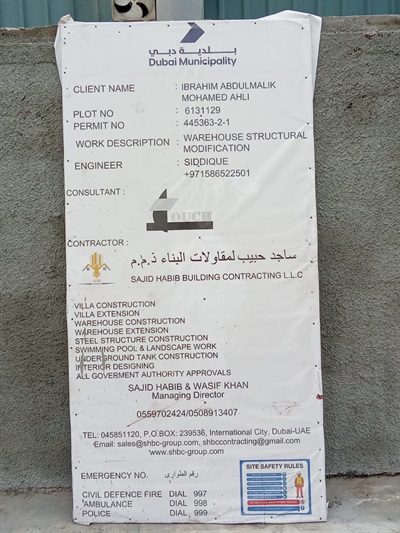 بلدية دبي
Dubai Municipality
CLIENT NAME : IBRAHIM ABDULMALIK
MOHAMED AHLI
PLOT NO : 6131129
PERMIT NO : 445363-2-1
WORK DESCRIPTION : WAREHOUSE STRUCTURAL
MODIFICATION
ENGINEER : SIDDIQUE
+971586522501
CONSULTANT :
OUCH
CONTRACTOR :
ساجد حبيب لمقاولات البناء ذ.م.م
SAJID HABIB BUILDING CONTRACTING L.L.C
VILLA CONSTRUCTION
VILLA EXTENSION
WAREHOUSE CONSTRUCTION
WAREHOUSE EXTENSION
STEEL STRUCTURE CONSTRUCTION
SWIMMING POOL & LANDSCAPE WORK
UNDERGROUND TANK CONSTRUCTION
INTERIOR DESIGNING
ALL GOVERMENT AUTHORITY APPROVALS
SAJID HABIB & WASIF KHAN
Managing Director
0559702424/0508913407
TEL: 045851120, P.O.BOX: 239536, International City, Dubai-UAE
Email: sales@shbc-group.com, shbccontracting@gmail.com
www.shbc-group.com
EMERGENCY NO. رقم الطوارئ
CIVIL DEFENCE FIRE DIAL 997
AMBULANCE DIAL 998
POLICE DIAL 999
SITE SAFETY RULES